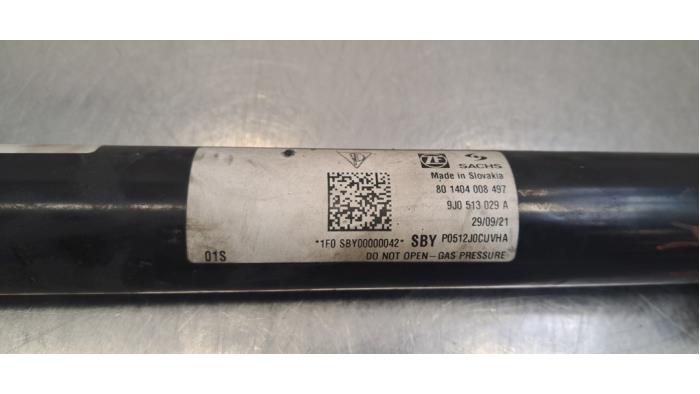 ZF SACHS
Made in Slovakia
80 1404 008 497
9J0 513 029 A
29/09/21
*1F0 SBY00000042* SBY P0512J0CUVHA
01S DO NOT OPEN-GAS PRESSURE